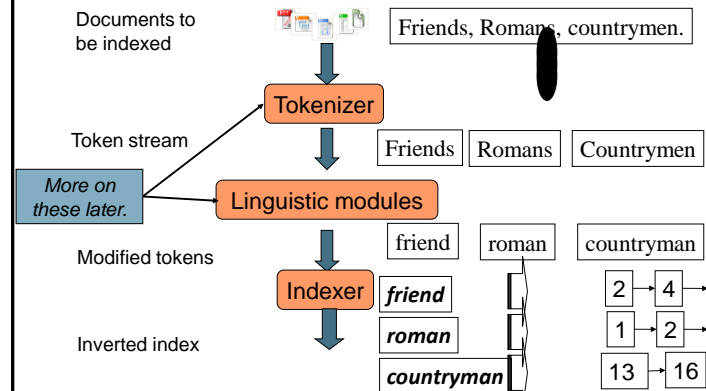 Documents to
be indexed
Friends, Romans, countrymen.
Tokenizer
Token stream
Friends Romans Countrymen
More on
these later.
Linguistic modules
friend roman countryman
Modified tokens
Indexer
friend 2 4
roman 1 2
Inverted index
countryman 13 16